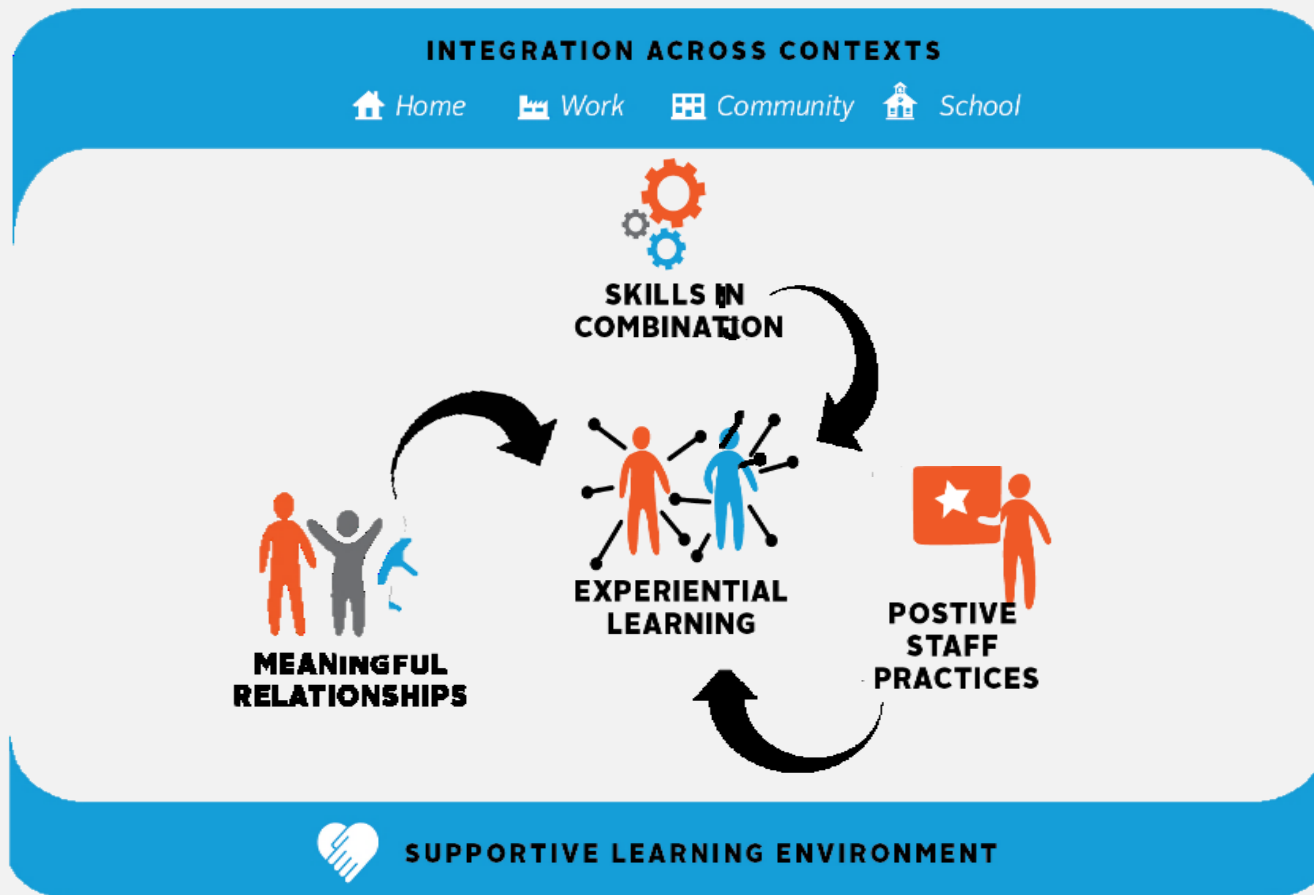 INTEGRATION ACROSS CONTEXTS
Home Work Community School
SKILLS IN
COMBINATION
EXPERIENTIAL
LEARNING
MEANINGFUL
RELATIONSHIPS
POSTIVE
STAFF
PRACTICES
SUPPORTIVE LEARNING ENVIRONMENT